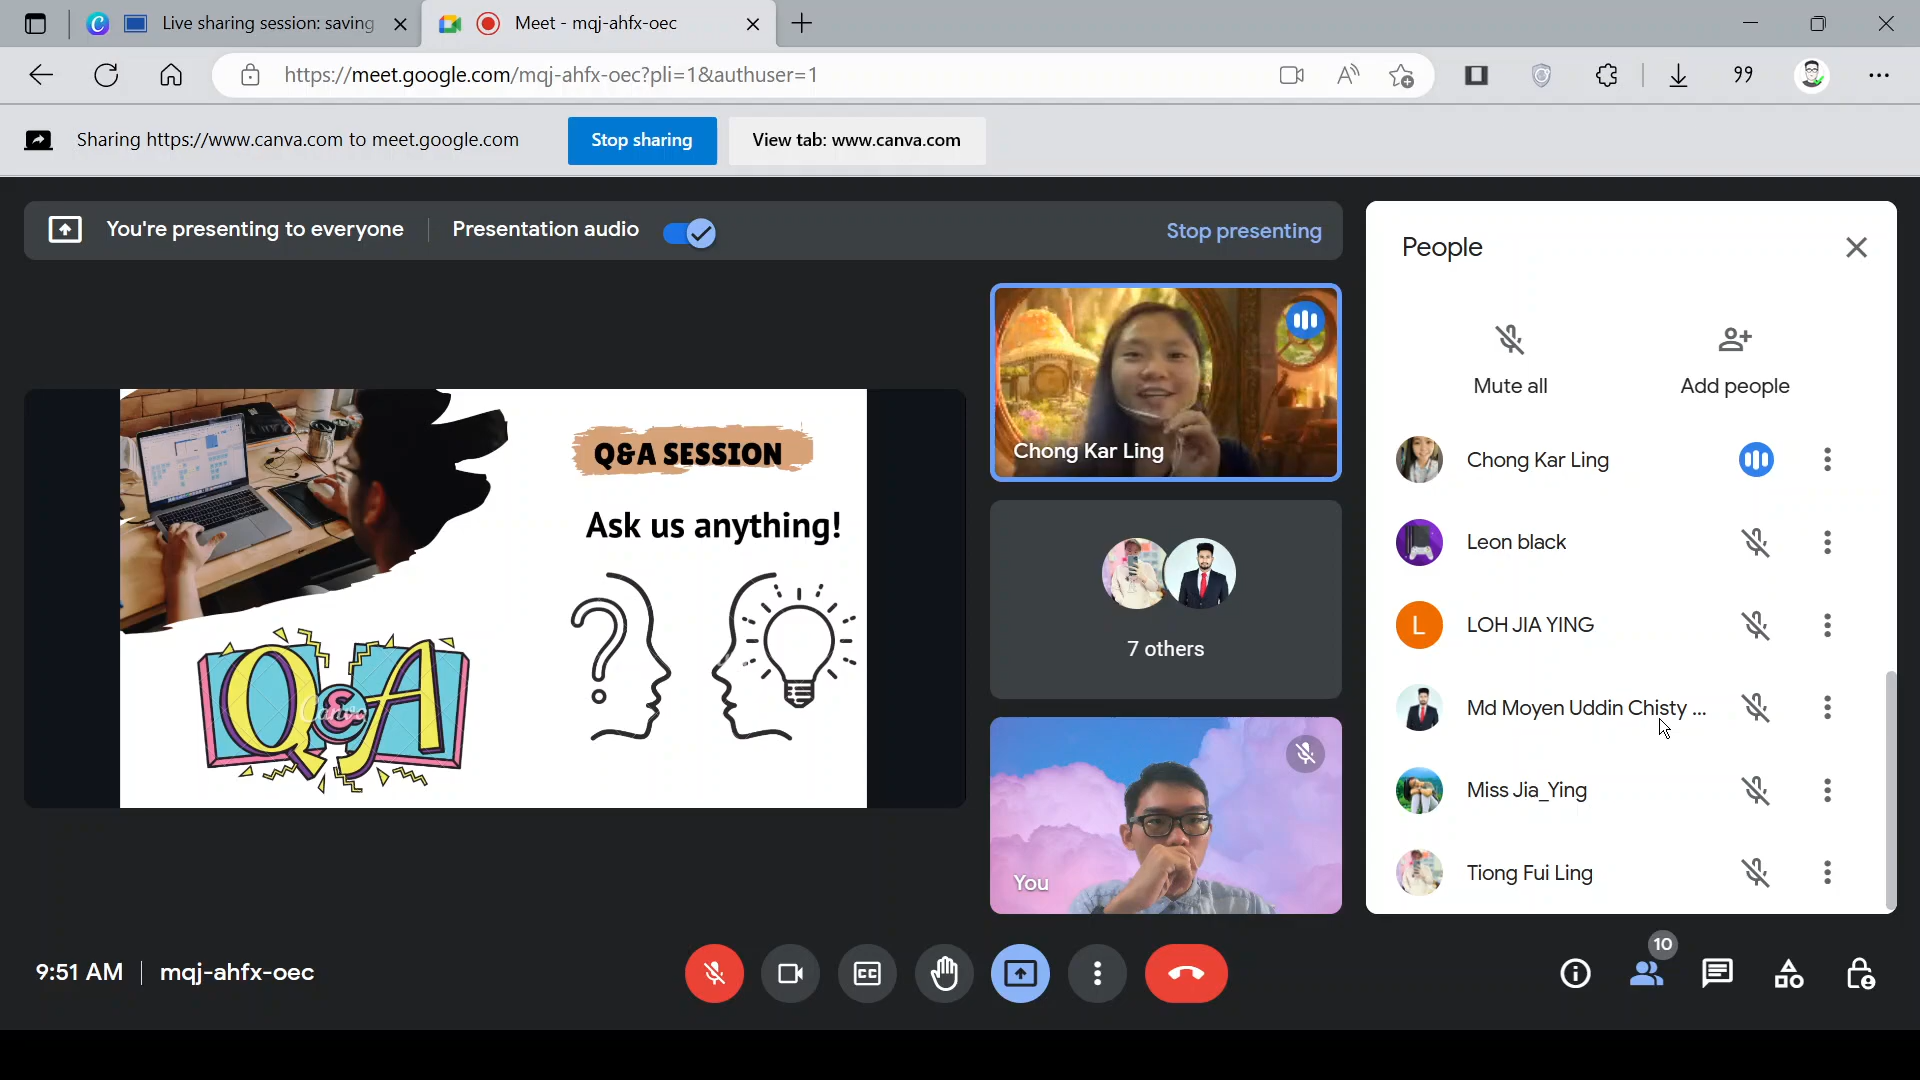 Live sharing session: saving
Meet - mqj-ahfx-oec
https://meet.google.com/mqj-ahfx-oec?pli=1&authuser=1
Sharing https://www.canva.com to meet.google.com
Stop sharing
View tab: www.canva.com
You're presenting to everyone
Presentation audio
Stop presenting
People
Mute all
Add people
Q&A SESSION
Ask us anything!
Q&A
Canva
Chong Kar Ling
7 others
You
Chong Kar Ling
Leon black
L
LOH JIA YING
Md Moyen Uddin Chisty ...
Miss Jia_Ying
Tiong Fui Ling
9:51 AM
mqj-ahfx-oec
10